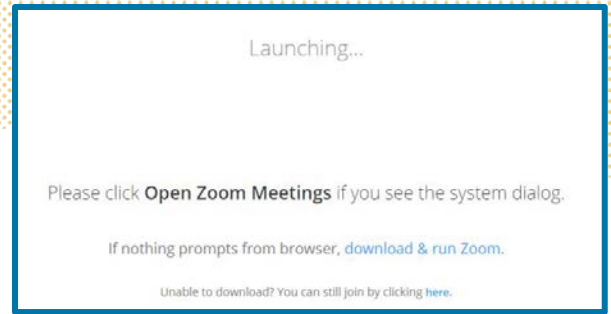 Launching...
Please click Open Zoom Meetings if you see the system dialog.
If nothing prompts from browser, download & run Zoom.
Unable to download? You can still join by clicking here.